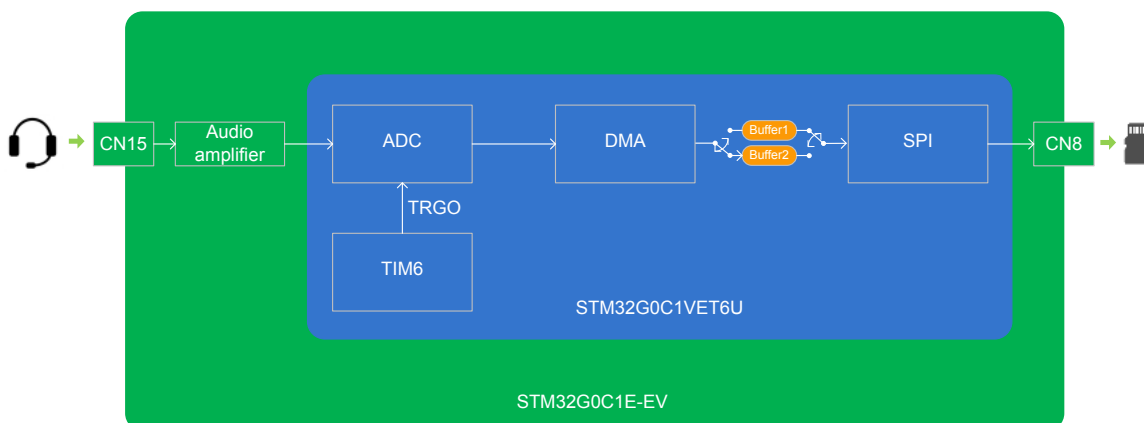 CN15
Audio
amplifier
ADC
DMA
Buffer1
Buffer2
SPI
CN8
TRGO
TIM6
STM32G0C1VET6U
STM32G0C1E-EV